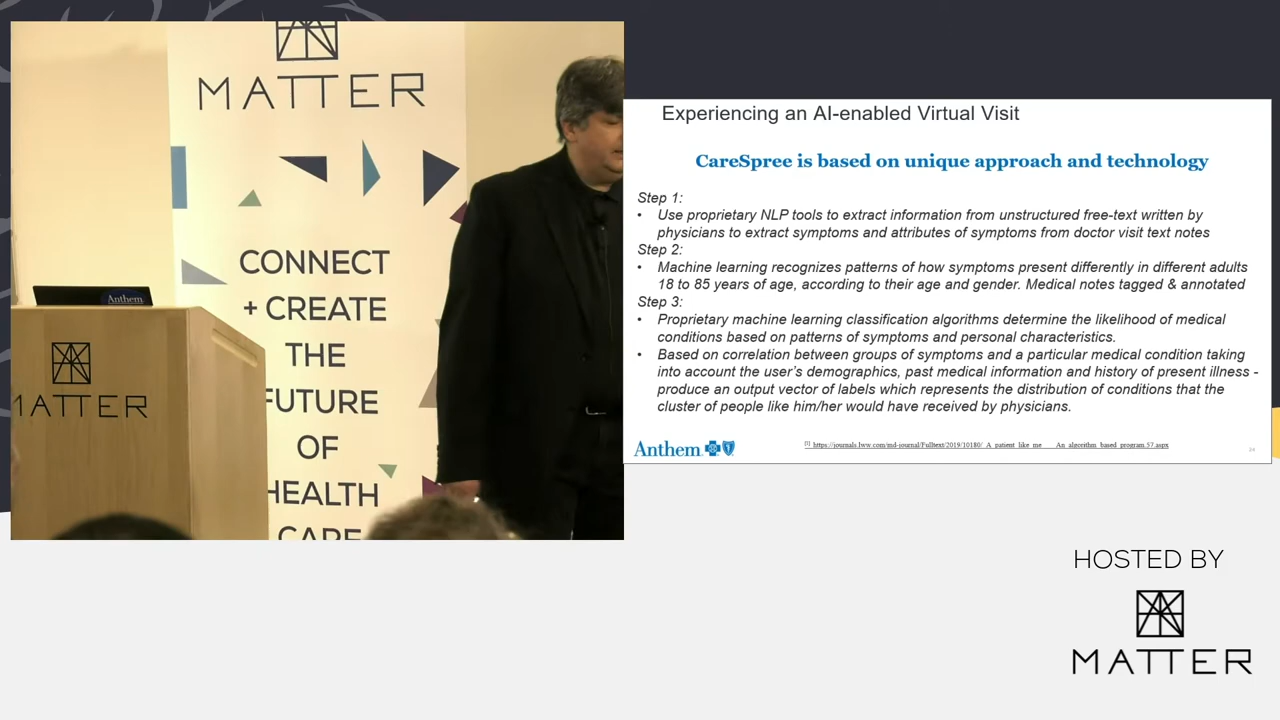 MATTER
CONNECT
+ CREATE
THE
FUTURE
OF
HEALTH
CARE
Anthem
MATTER
Experiencing an AI-enabled Virtual Visit
CareSpree is based on unique approach and technology
Step 1:
• Use proprietary NLP tools to extract information from unstructured free-text written by
physicians to extract symptoms and attributes of symptoms from doctor visit text notes
Step 2:
• Machine learning recognizes patterns of how symptoms present differently in different adults
18 to 85 years of age, according to their age and gender. Medical notes tagged & annotated
Step 3:
• Proprietary machine learning classification algorithms determine the likelihood of medical
conditions based on patterns of symptoms and personal characteristics.
• Based on correlation between groups of symptoms and a particular medical condition taking
into account the user's demographics, past medical information and history of present illness -
produce an output vector of labels which represents the distribution of conditions that the
cluster of people like him/her would have received by physicians.
Anthem
[1] https://journals.lww.com/ind-journal/Fulltext/2019/10180/_A_patient_like_me___An_algorithm_based_program.57.aspx
HOSTED BY
MATTER